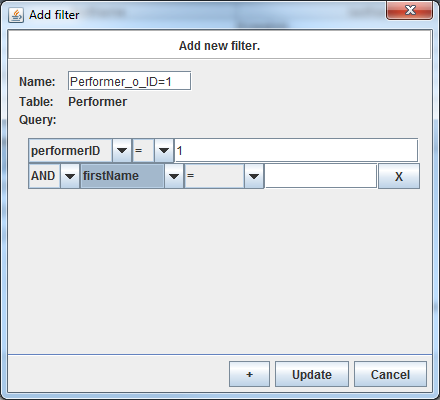 Add filter
Add new filter.
Name: Performer_o_ID=1
Table: Performer
Query:
performerID = 1
AND firstName = X
+ Update Cancel